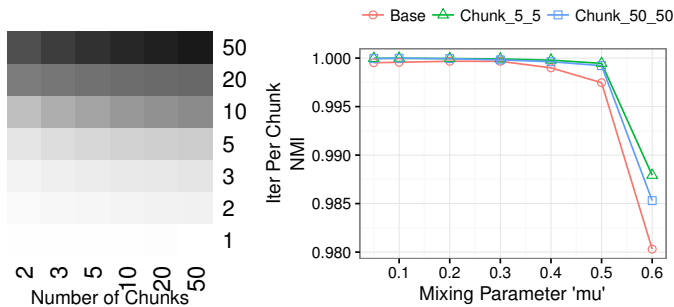 Base Chunk_5_5 Chunk_50_50
50
20
10
5
3
2
1
Iter Per Chunk
2 3 5 10 20 50
Number of Chunks
NMI
1.000
0.995
0.990
0.985
0.980
0.1 0.2 0.3 0.4 0.5 0.6
Mixing Parameter 'mu'